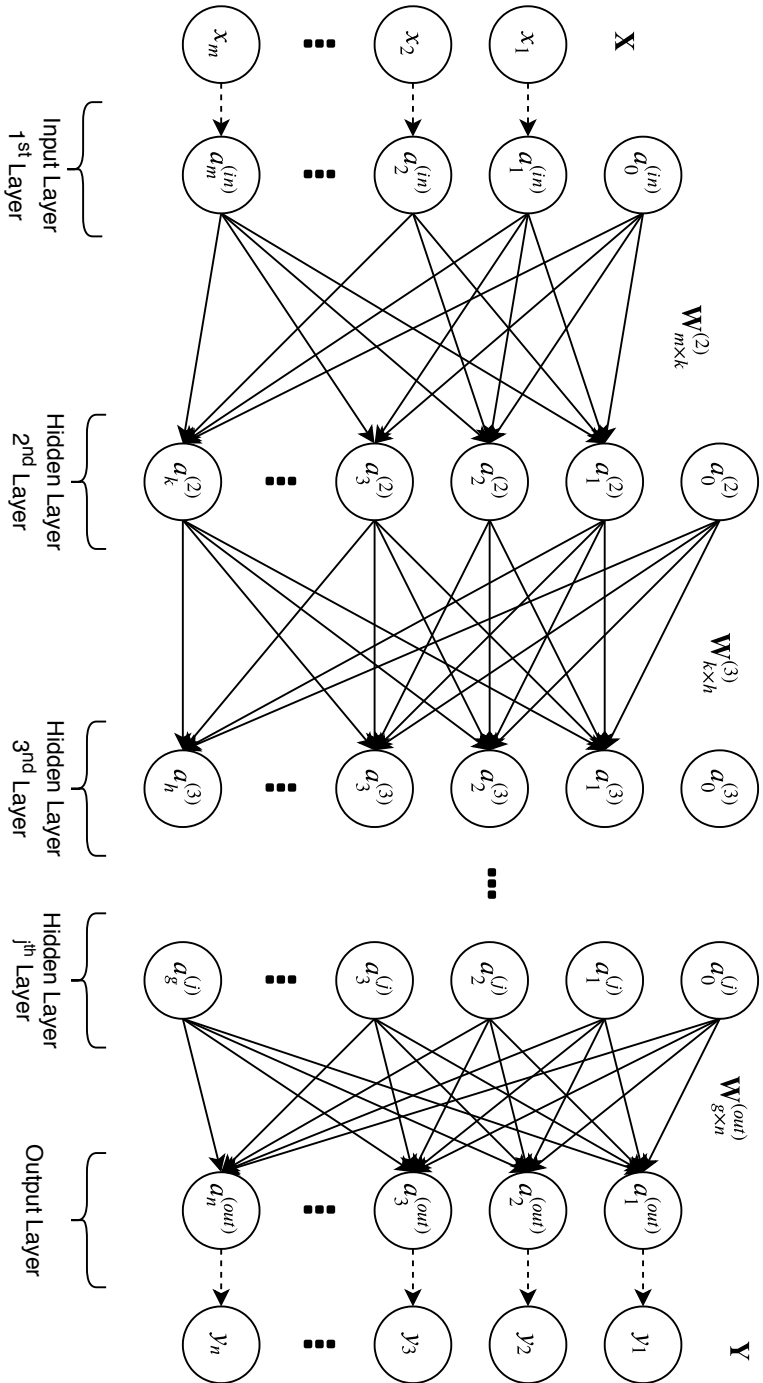 X
W_{m×k}^{(2)}
W_{k×h}^{(3)}
W_{g×n}^{(out)}
Y
x_1
x_2
x_m
a_0^{(in)}
a_1^{(in)}
a_2^{(in)}
a_m^{(in)}
a_0^{(2)}
a_1^{(2)}
a_2^{(2)}
a_3^{(2)}
a_k^{(2)}
a_0^{(3)}
a_1^{(3)}
a_2^{(3)}
a_3^{(3)}
a_h^{(3)}
a_0^{(j)}
a_1^{(j)}
a_2^{(j)}
a_3^{(j)}
a_g^{(j)}
a_1^{(out)}
a_2^{(out)}
a_3^{(out)}
a_n^{(out)}
y_1
y_2
y_3
y_n
Input Layer
1st Layer
Hidden Layer
2nd Layer
Hidden Layer
3nd Layer
Hidden Layer
jth Layer
Output Layer